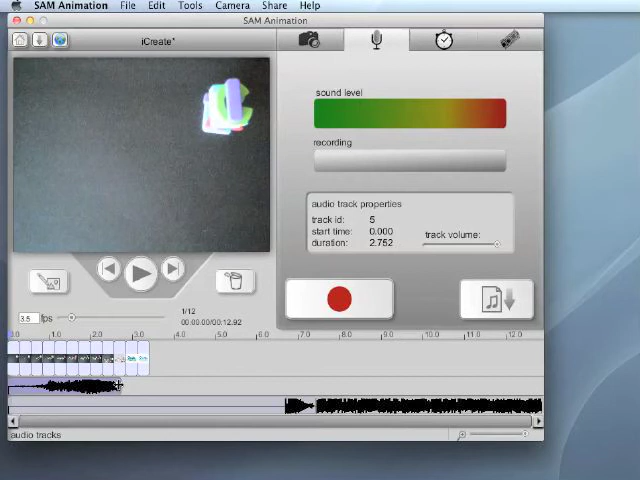 SAM Animation File Edit Tools Camera Share Help
SAM Animation
iCreate*
sound level
recording
audio track properties
track id: 5
start time: 0.000
duration: 2.752
track volume:
3.5 fps
1/12
00:00.00/00:12.92
0.0 1.0 2.0 3.0 4.0 5.0 6.0 7.0 8.0 9.0 10.0 11.0 12.0
audio tracks